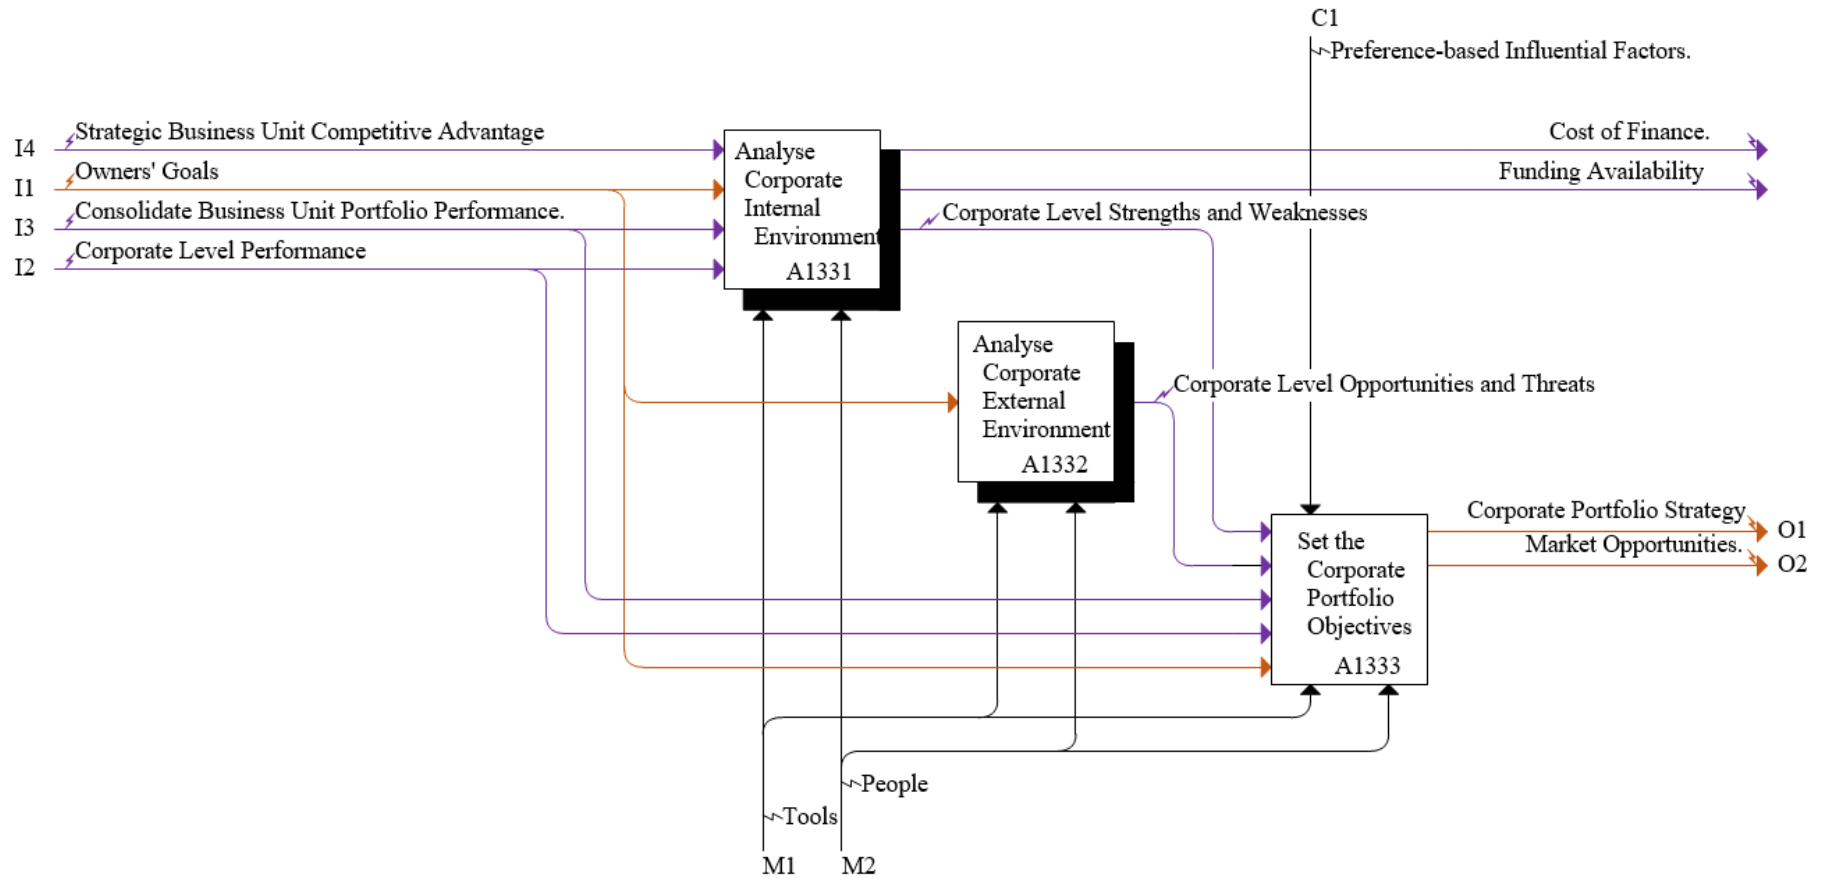 C1
Preference-based Influential Factors.
Strategic Business Unit Competitive Advantage
Cost of Finance.
I4
Owners' Goals
Funding Availability
I1
Consolidate Business Unit Portfolio Performance.
I3
Corporate Level Performance
I2
Analyse
Corporate
Internal
Environment
A1331
Corporate Level Strengths and Weaknesses
Analyse
Corporate
External
Environment
A1332
Corporate Level Opportunities and Threats
Set the
Corporate
Portfolio
Objectives
A1333
Corporate Portfolio Strategy
O1
Market Opportunities.
O2
People
Tools
M1
M2